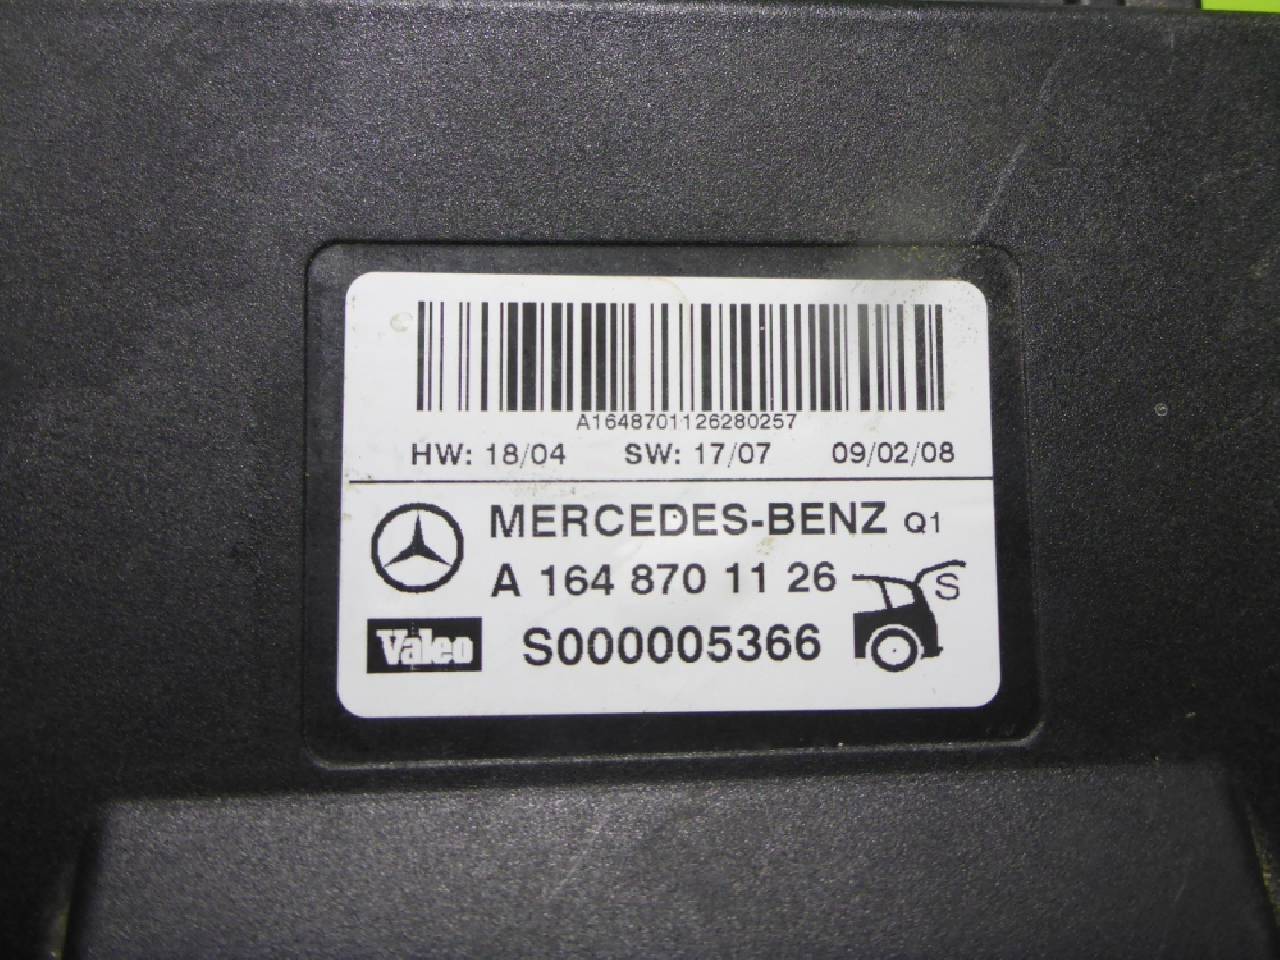 A1648701126280257
HW: 18/04 SW: 17/07 09/02/08
MERCEDES-BENZ Q1
A 164 870 11 26
S
Valeo S000005366